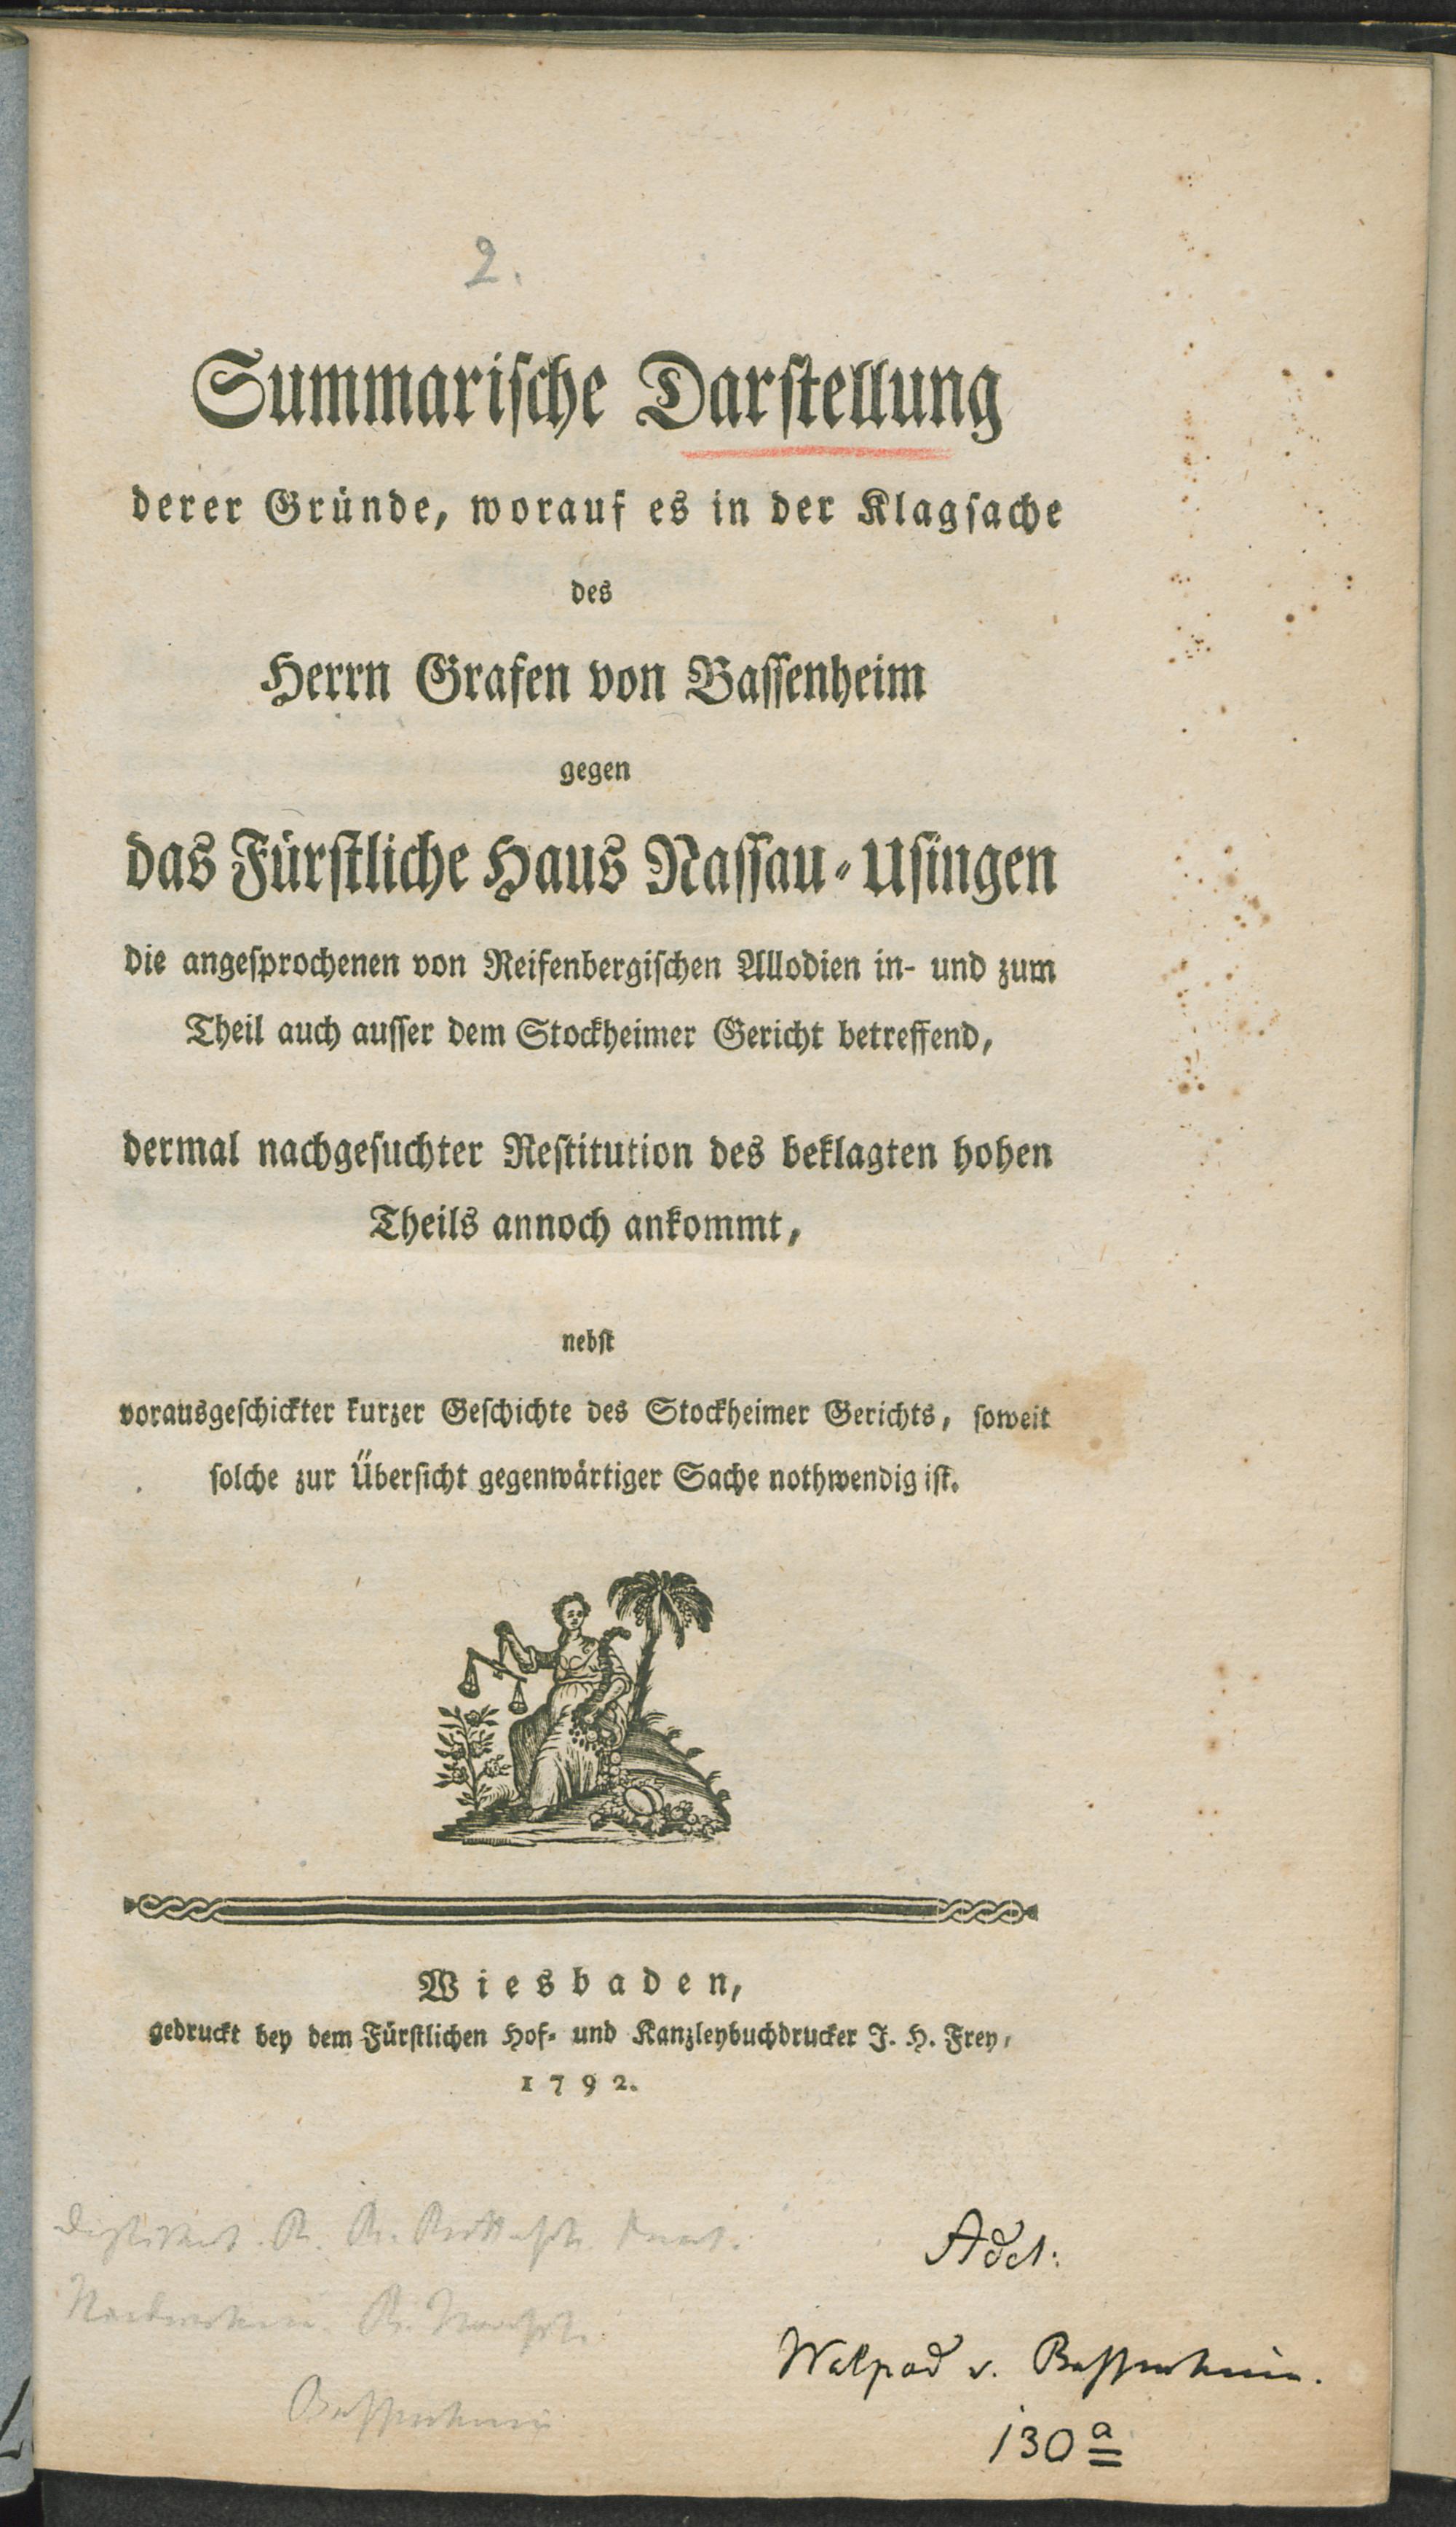 2.
Summarische Darstellung
derer Gründe, worauf es in der Klagsache
des
Herrn Grafen von Bassenheim
gegen
das Fürstliche Haus Nassau-Usingen
die angesprochenen von Reifenbergischen Allodien in- und zum
Theil auch ausser dem Stockheimer Gericht betreffend,
dermal nachgesuchter Restitution des beklagten hohen
Theils annoch ankommt,
nebst
vorausgeschickter kurzer Geschichte des Stockheimer Gerichts, soweit
solche zur Übersicht gegenwärtiger Sache nothwendig ist.
Wiesbaden,
gedruckt bey dem Fürstlichen Hof- und Kanzleybuchdrucker J. H. Frey,
1792.
Adel:
Walpod v. Bassenheim.
Bassenheim
130 a